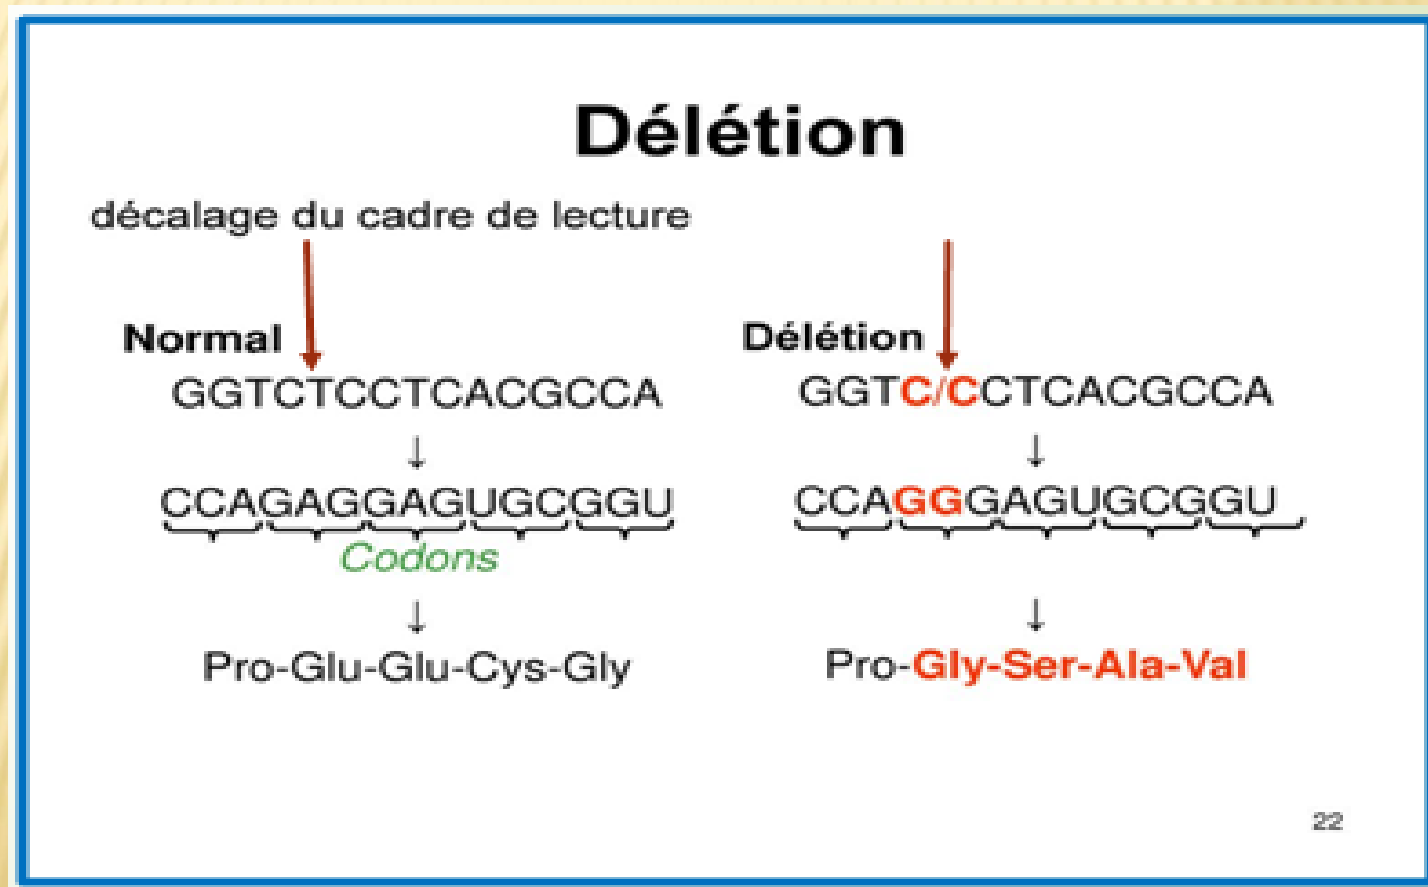 Délétion
décalage du cadre de lecture
Normal
GGTCTCCTCACGCCA
↓
CCAGAGGAGUGCGGU
Codons
↓
Pro-Glu-Glu-Cys-Gly
Délétion
GGTC/CCTCACGCCA
↓
CCAGGGAGUGCGGU
↓
Pro-Gly-Ser-Ala-Val
22